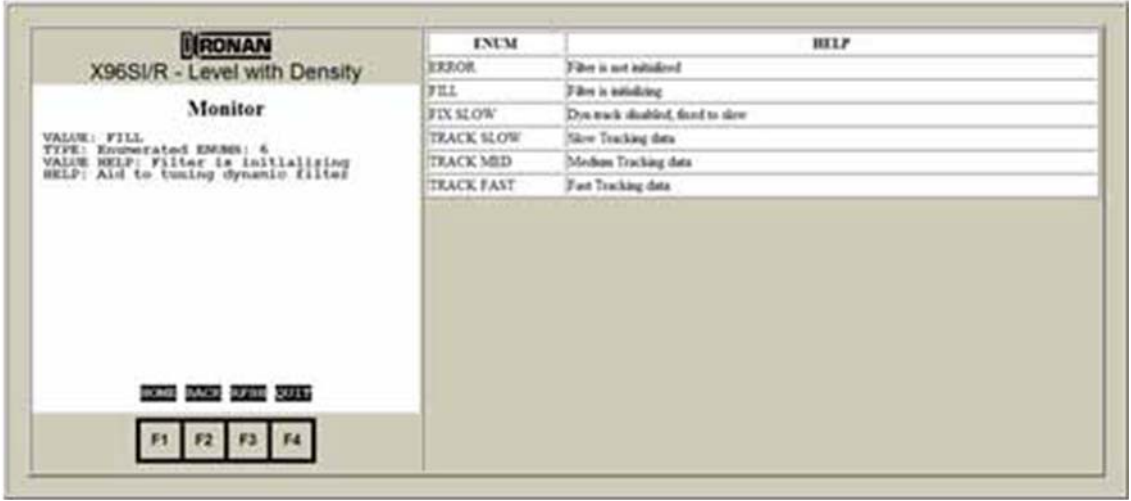 RONAN
X96SI/R - Level with Density
Monitor
VALUE: FILL
TYPE: Enumerated ENUMS: 6
VALUE HELP: Filter is initializing
HELP: Aid to tuning dynamic filter
HOME BACK RFSH QUIT
F1 F2 F3 F4
ENUM HELP
ERROR Filter is not initialized
FILL Filter is initializing
FIX SLOW Dyn track disabled, fixed to slow
TRACK SLOW Slow Tracking data
TRACK MED Medium Tracking data
TRACK FAST Fast Tracking data